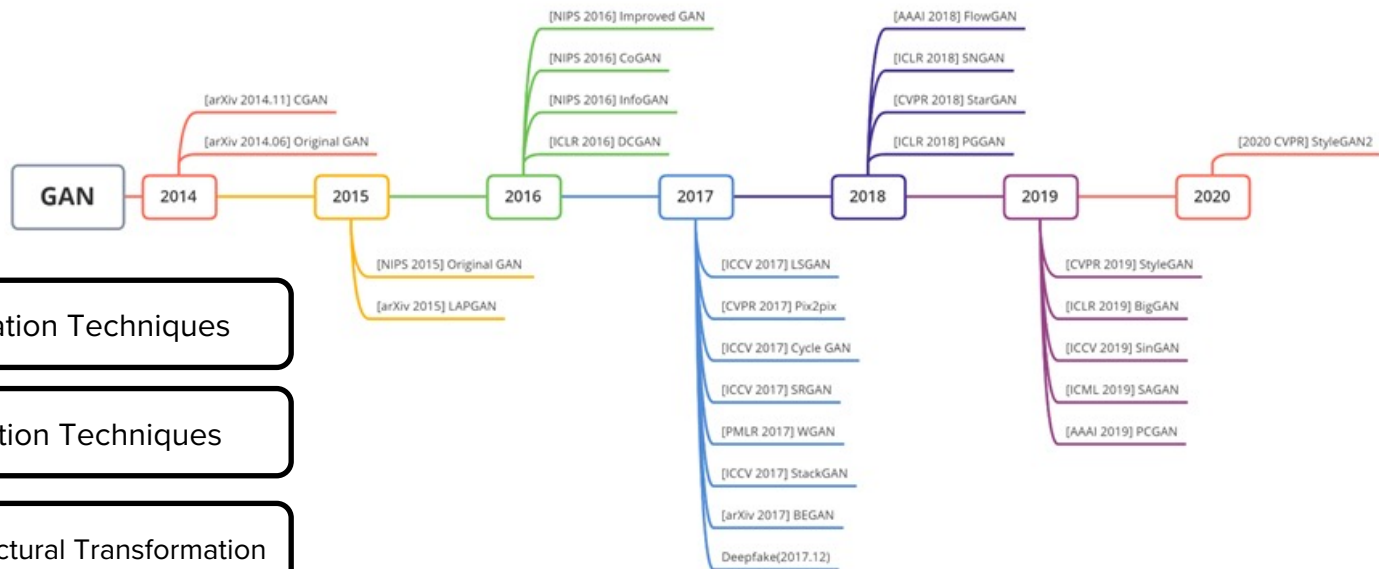 [NIPS 2016] Improved GAN
[AAAI 2018] FlowGAN
[NIPS 2016] CoGAN
[ICLR 2018] SNGAN
[arXiv 2014.11] CGAN
[NIPS 2016] InfoGAN
[CVPR 2018] StarGAN
[arXiv 2014.06] Original GAN
[ICLR 2016] DCGAN
[ICLR 2018] PGGAN
[2020 CVPR] StyleGAN2
GAN
2014
2015
2016
2017
2018
2019
2020
[NIPS 2015] Original GAN
[arXiv 2015] LAPGAN
[ICCV 2017] LSGAN
[CVPR 2017] Pix2pix
[ICCV 2017] Cycle GAN
[ICCV 2017] SRGAN
[PMLR 2017] WGAN
[ICCV 2017] StackGAN
[arXiv 2017] BEGAN
Deepfake(2017.12)
[CVPR 2019] StyleGAN
[ICLR 2019] BigGAN
[ICCV 2019] SinGAN
[ICML 2019] SAGAN
[AAAI 2019] PCGAN
ation Techniques
tion Techniques
ctural Transformation